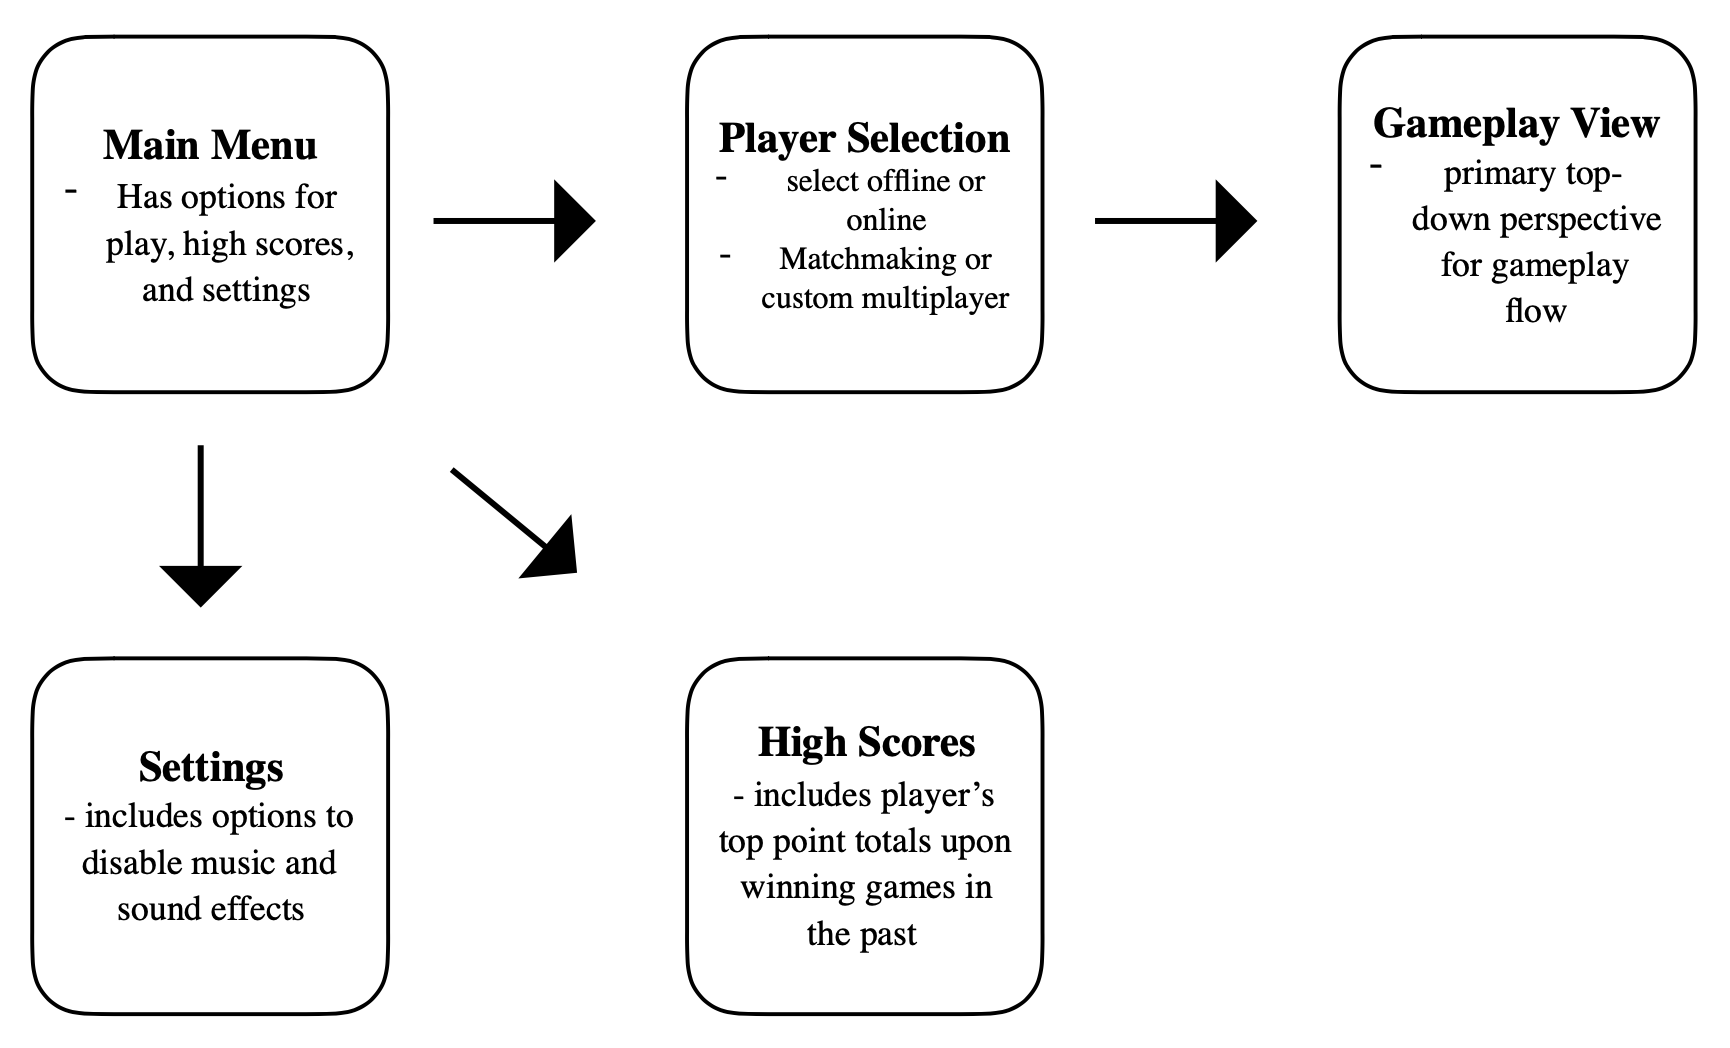 Main Menu
- Has options for
play, high scores,
and settings
Player Selection
- select offline or
online
- Matchmaking or
custom multiplayer
Gameplay View
- primary top-
down perspective
for gameplay
flow
Settings
- includes options to
disable music and
sound effects
High Scores
- includes player’s
top point totals upon
winning games in
the past